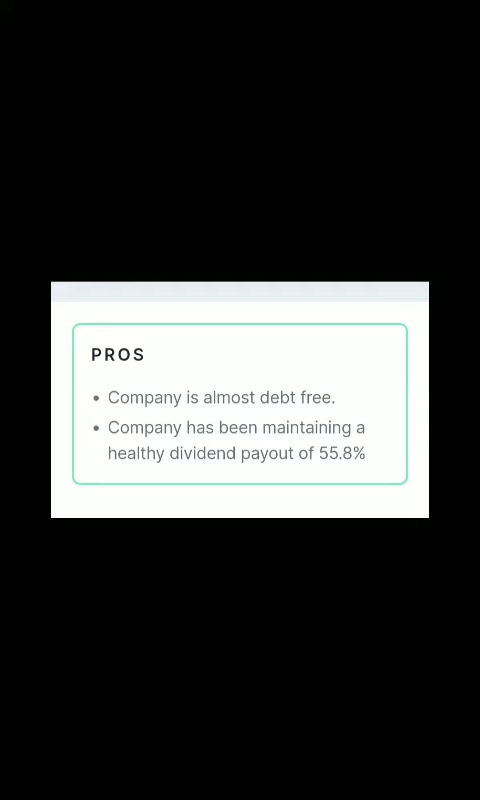 PROS
• Company is almost debt free.
• Company has been maintaining a
healthy dividend payout of 55.8%